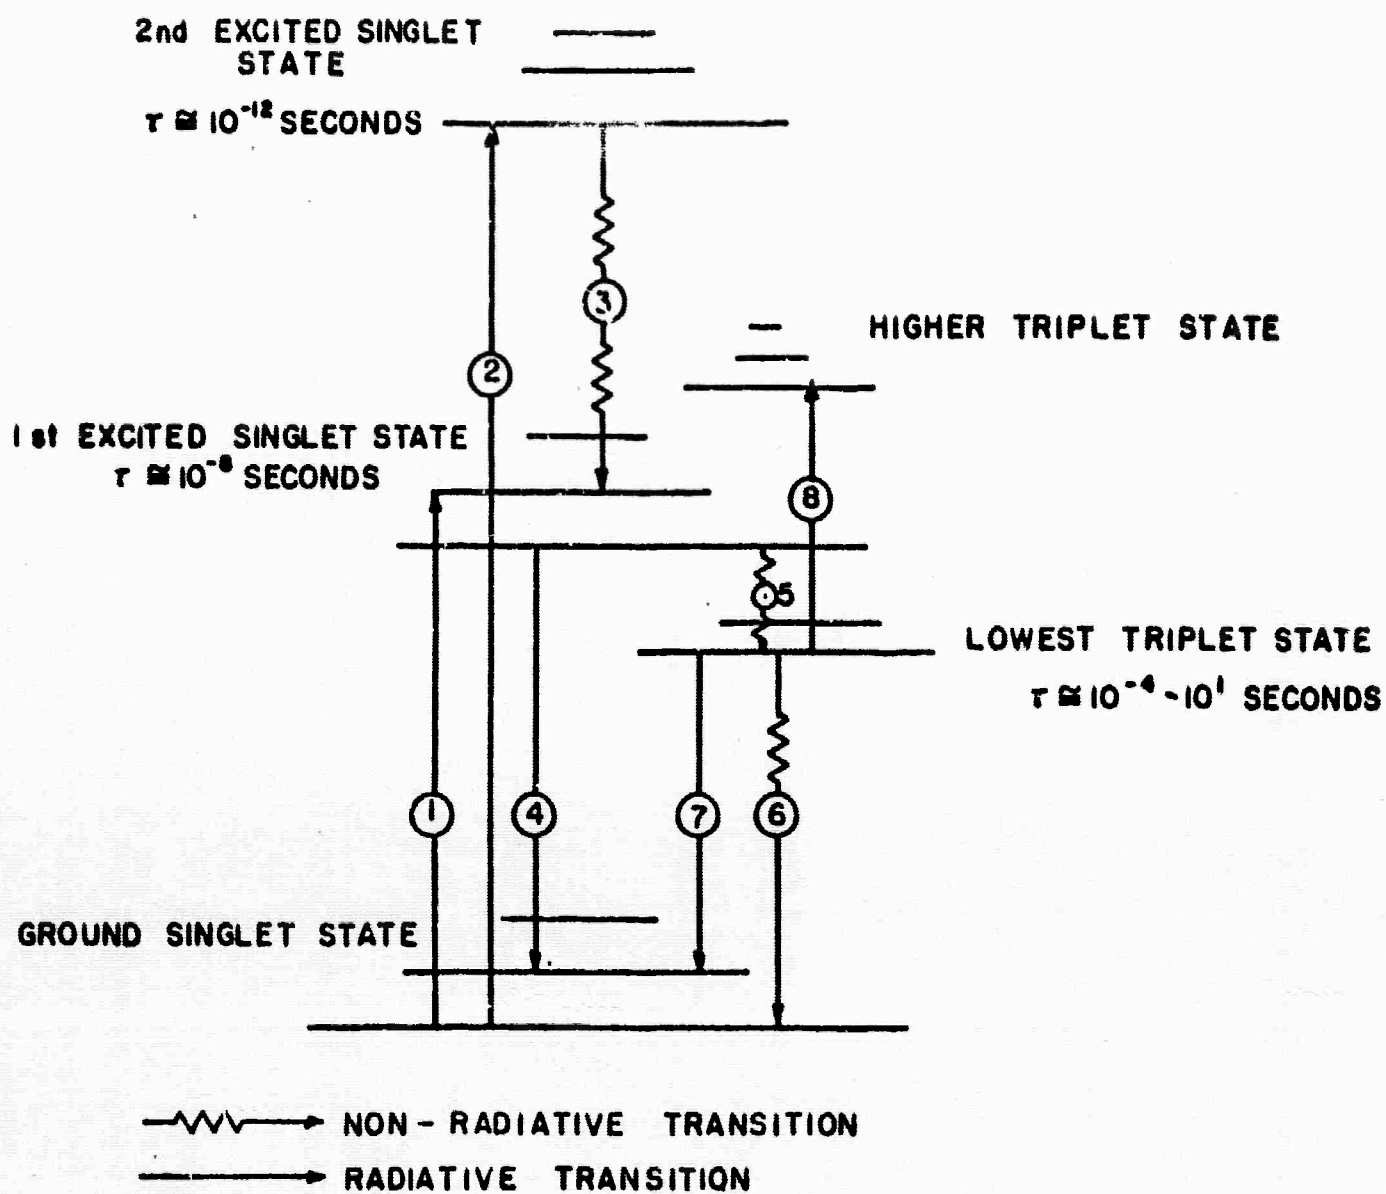 2nd EXCITED SINGLET
STATE
τ ≅ 10⁻¹² SECONDS
3
HIGHER TRIPLET STATE
2
1st EXCITED SINGLET STATE
τ ≅ 10⁻⁸ SECONDS
8
5
LOWEST TRIPLET STATE
τ ≅ 10⁻⁴ - 10¹ SECONDS
1
4
7
6
GROUND SINGLET STATE
NON - RADIATIVE TRANSITION
RADIATIVE TRANSITION